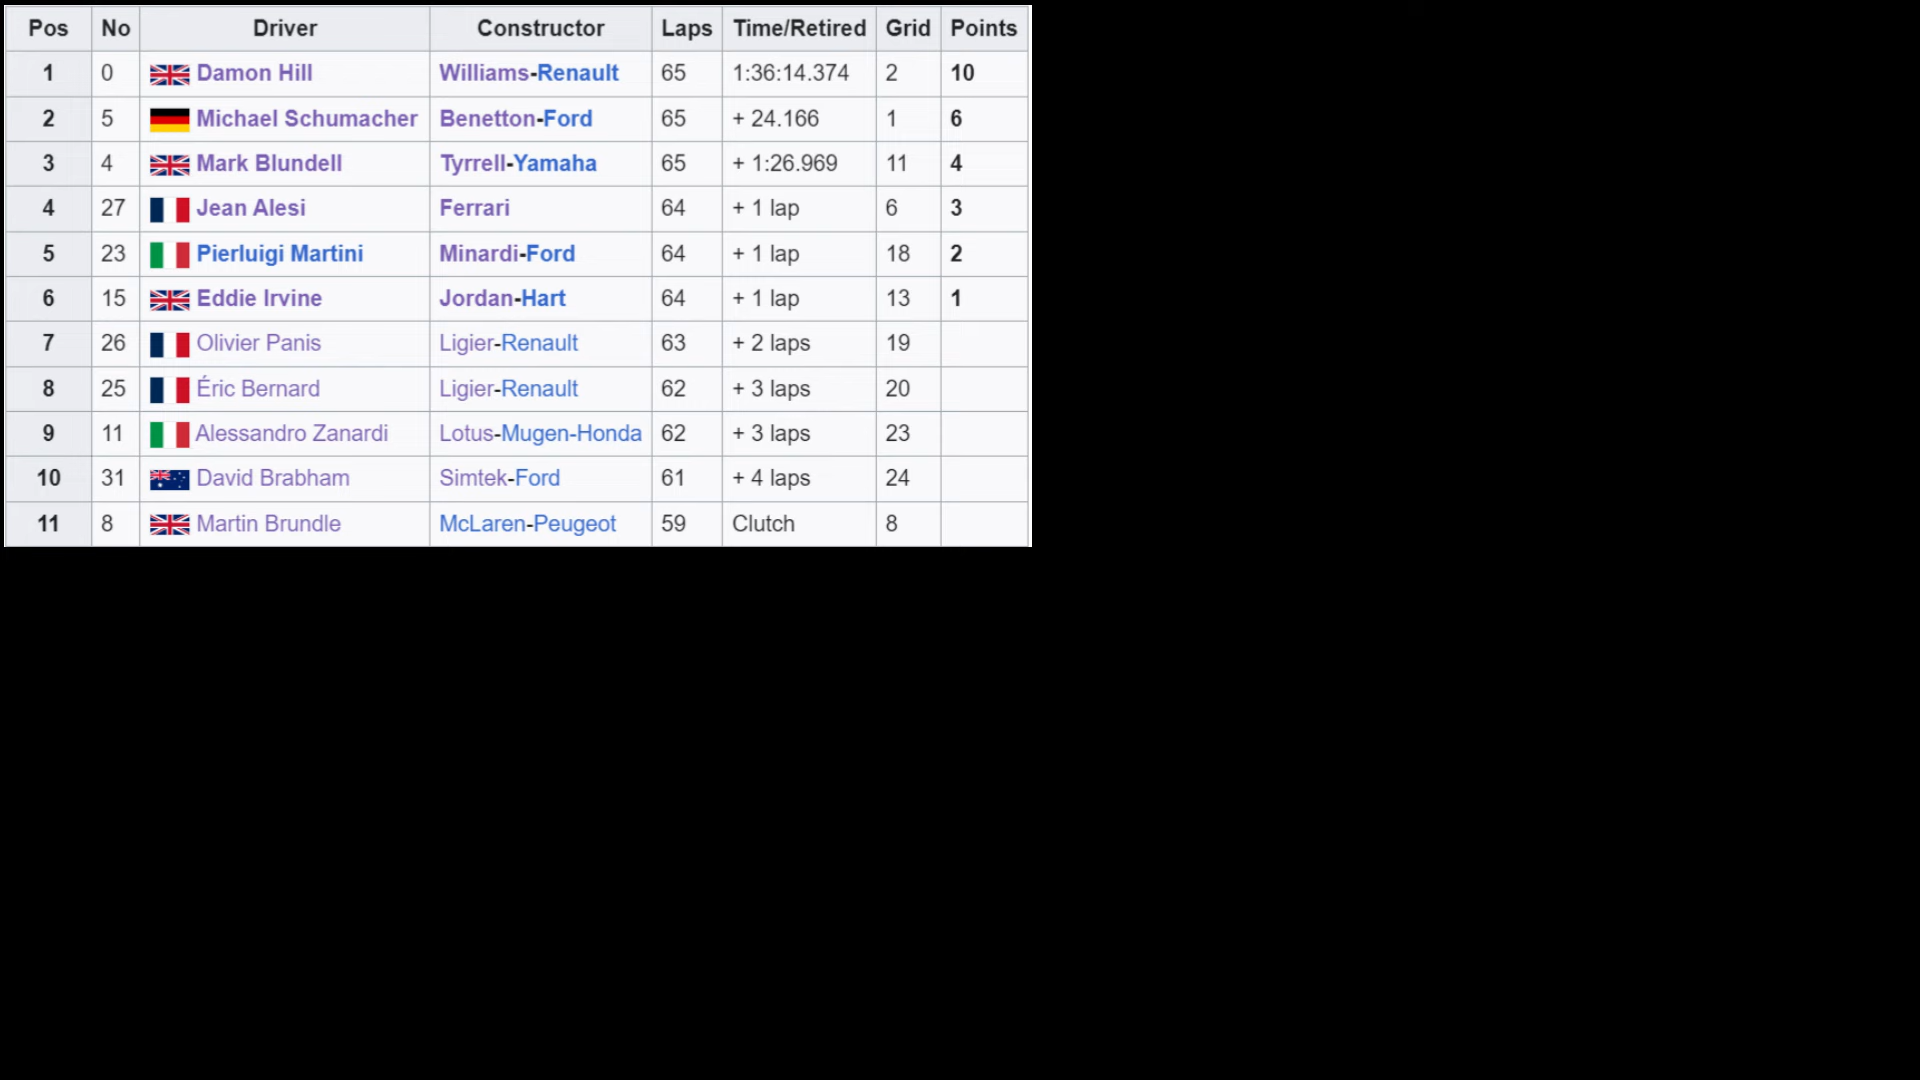 Pos No Driver Constructor Laps Time/Retired Grid Points
1 0 Damon Hill Williams-Renault 65 1:36:14.374 2 10
2 5 Michael Schumacher Benetton-Ford 65 + 24.166 1 6
3 4 Mark Blundell Tyrrell-Yamaha 65 + 1:26.969 11 4
4 27 Jean Alesi Ferrari 64 + 1 lap 6 3
5 23 Pierluigi Martini Minardi-Ford 64 + 1 lap 18 2
6 15 Eddie Irvine Jordan-Hart 64 + 1 lap 13 1
7 26 Olivier Panis Ligier-Renault 63 + 2 laps 19
8 25 Éric Bernard Ligier-Renault 62 + 3 laps 20
9 11 Alessandro Zanardi Lotus-Mugen-Honda 62 + 3 laps 23
10 31 David Brabham Simtek-Ford 61 + 4 laps 24
11 8 Martin Brundle McLaren-Peugeot 59 Clutch 8